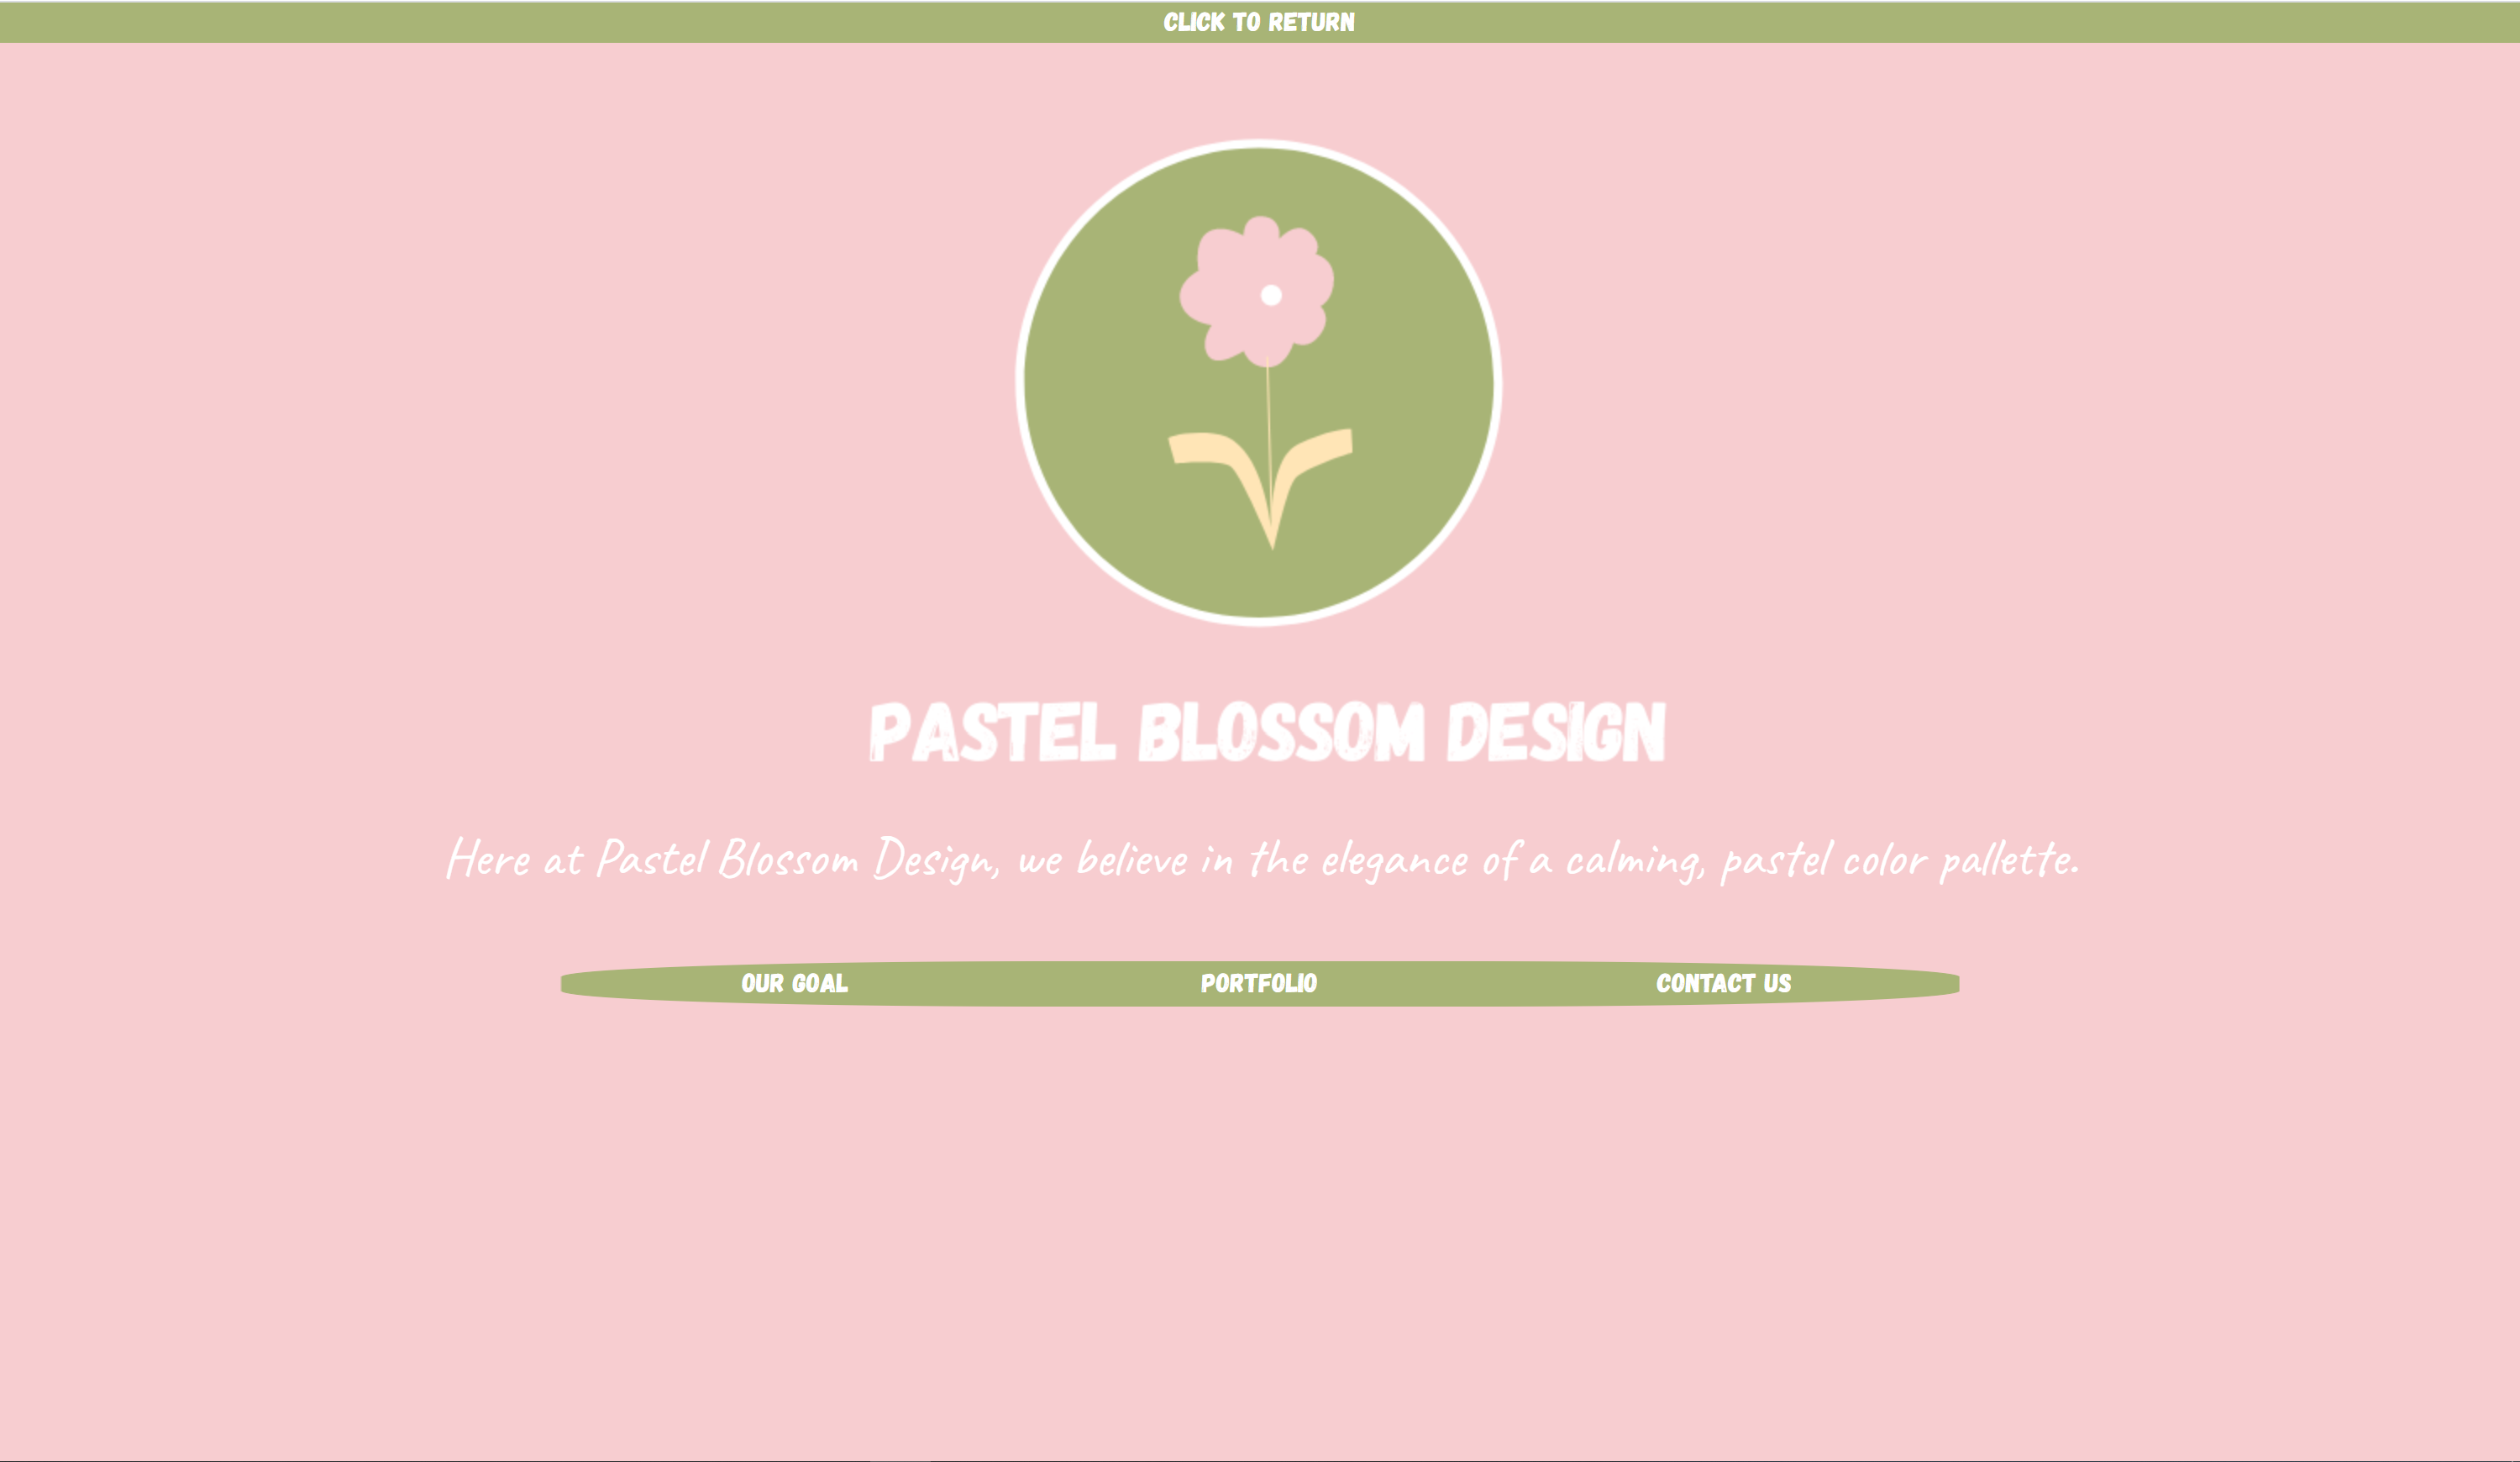 CLICK TO RETURN
PASTEL BLOSSOM DESIGN
Here at Pastel Blossom Design, we believe in the elegance of a calming, pastel color pallette.
OUR GOAL PORTFOLIO CONTACT US